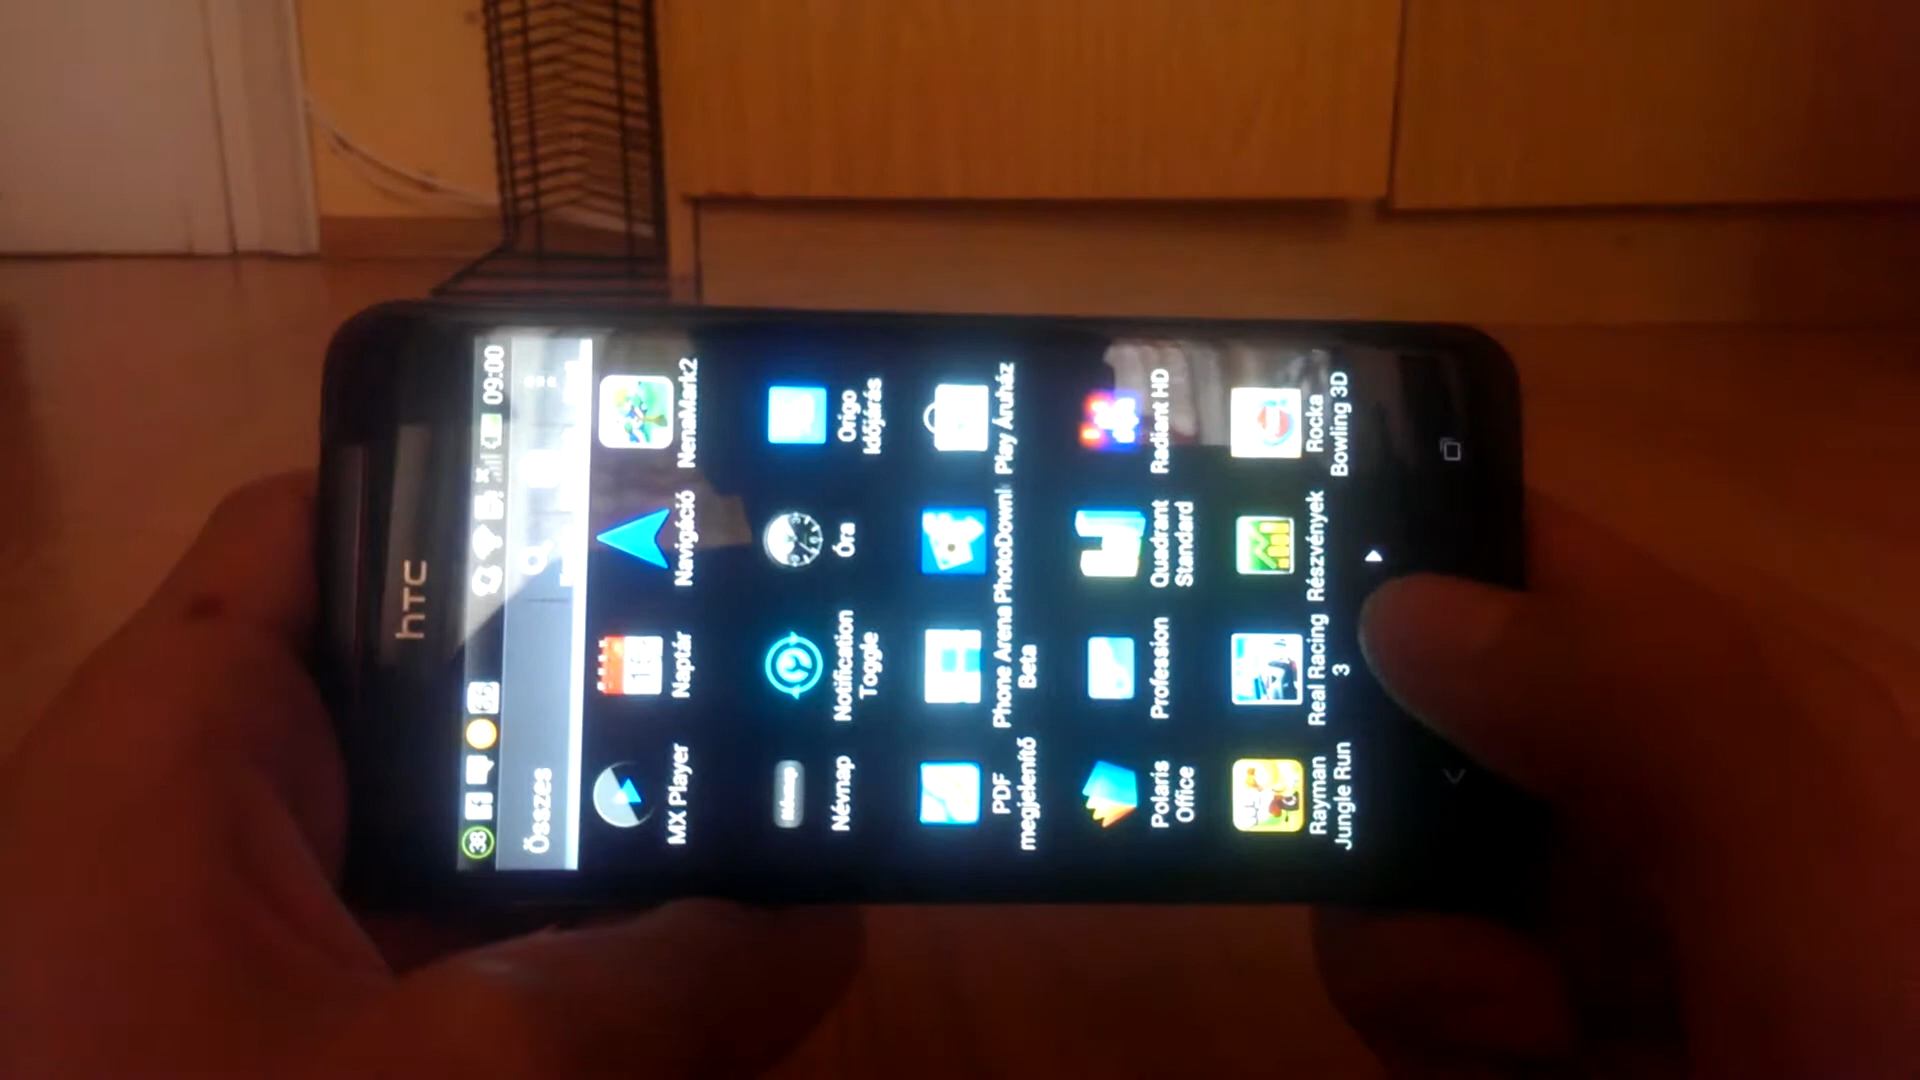 hTC
38
09:00
Összes
MX Player
Naptár
Navigáció
NenaMark2
Névnap
Notification
Toggle
Óra
Origo
Időjárás
PDF
megjelenítő
Phone Arena
Beta
PhotoDownl
Play Áruház
Polaris
Office
Profession
Quadrant
Standard
Radiant HD
Rayman
Jungle Run
Real Racing
3
Részvények
Rocka
Bowling 3D